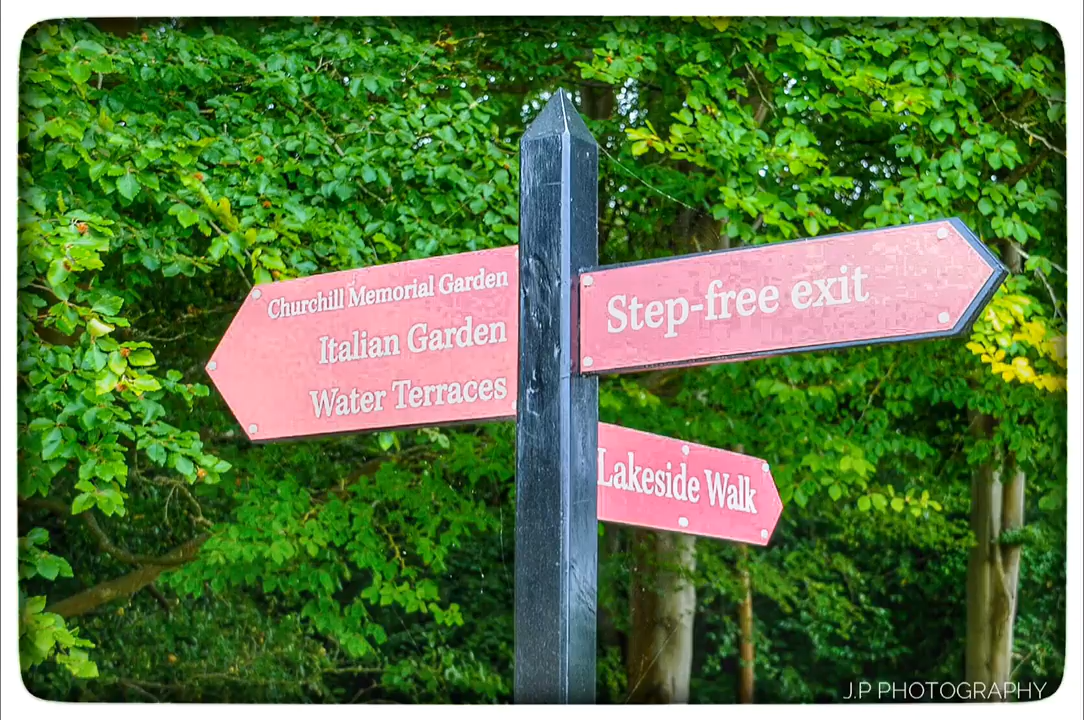 Churchill Memorial Garden
Italian Garden
Water Terraces
Step-free exit
Lakeside Walk
J.P PHOTOGRAPHY